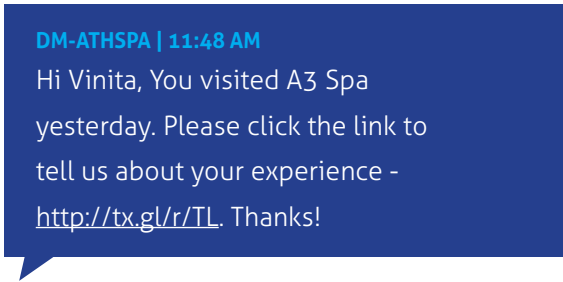 DM-ATHSPA | 11:48 AM
Hi Vinita, You visited A3 Spa
yesterday. Please click the link to
tell us about your experience -
http://tx.gl/r/TL. Thanks!